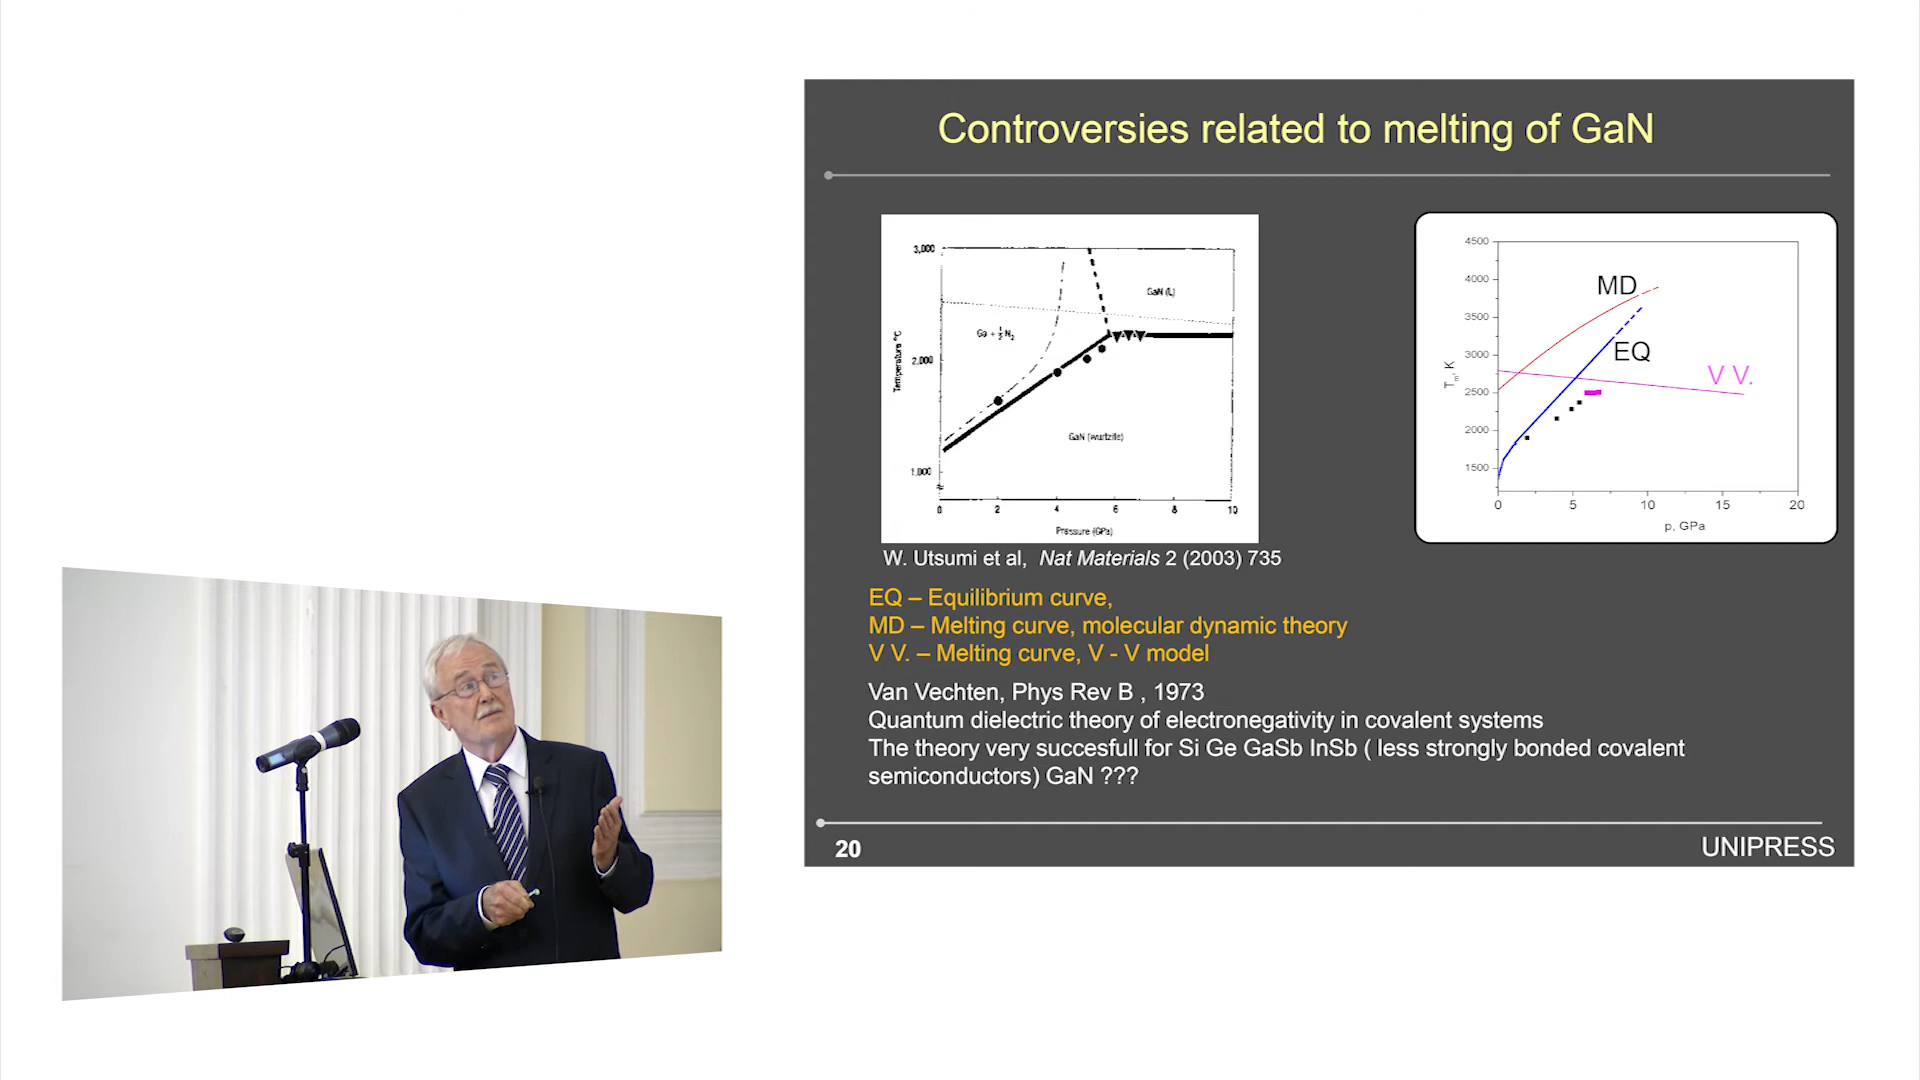 Controversies related to melting of GaN
3,000
2,000
1,000
Temperature °C
Ga + ½N₂
GaN (L)
GaN (wurtzite)
0 2 4 6 8 10
Pressure (GPa)
4500
4000
3500
3000
2500
2000
1500
Tm, K
MD
EQ
V V.
0 5 10 15 20
p, GPa
W. Utsumi et al, Nat Materials 2 (2003) 735
EQ – Equilibrium curve,
MD – Melting curve, molecular dynamic theory
V V. – Melting curve, V - V model
Van Vechten, Phys Rev B , 1973
Quantum dielectric theory of electronegativity in covalent systems
The theory very succesfull for Si Ge GaSb InSb ( less strongly bonded covalent
semiconductors) GaN ???
20
UNIPRESS